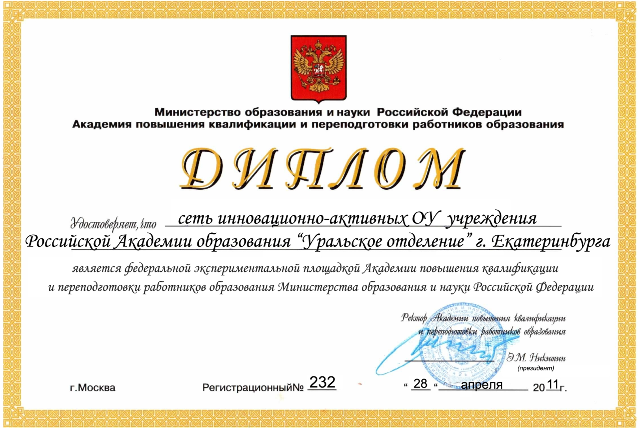 Министерство образования и науки Российской Федерации
Академия повышения квалификации и переподготовки работников образования
ДИПЛОМ
Удостоверяет, что сеть инновационно-активных ОУ учреждения
Российской Академии образования "Уральское отделение" г. Екатеринбурга
является федеральной экспериментальной площадкой Академии повышения квалификации
и переподготовки работников образования Министерства образования и науки Российской Федерации
Ректор Академии повышения квалификации
и переподготовки работников образования
Э.М. Никитин
(президент)
г.Москва Регистрационный№ 232 " 28 " апреля 2011г.